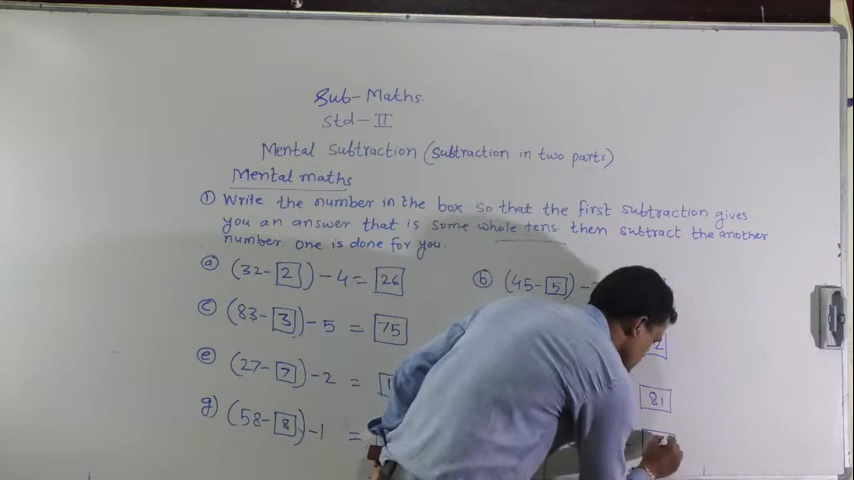 Sub- Maths.
Std - II
Mental Subtraction (Subtraction in two parts)
Mental maths
① Write the number in the box so that the first subtraction gives
you an answer that is some whole tens then subtract the another
number. one is done for you.
ⓐ (32- 2) - 4 = 26 ⓑ (45- 5) -
ⓒ (83- 3) - 5 = 75
ⓔ (27- 7) -2 = 81
g) (58- 8) -1 =